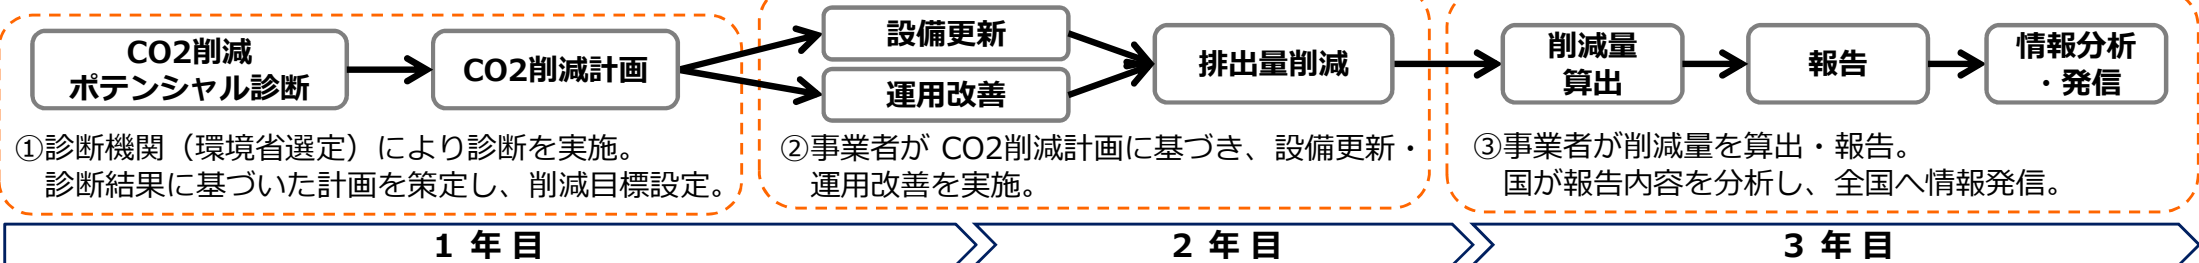 CO2削減
ポテンシャル診断
CO2削減計画
設備更新
運用改善
排出量削減
削減量
算出
報告
情報分析
・発信
①診断機関（環境省選定）により診断を実施。
診断結果に基づいた計画を策定し、削減目標設定。
②事業者が CO2削減計画に基づき、設備更新・
運用改善を実施。
③事業者が削減量を算出・報告。
国が報告内容を分析し、全国へ情報発信。
1 年 目
2 年 目
3 年 目